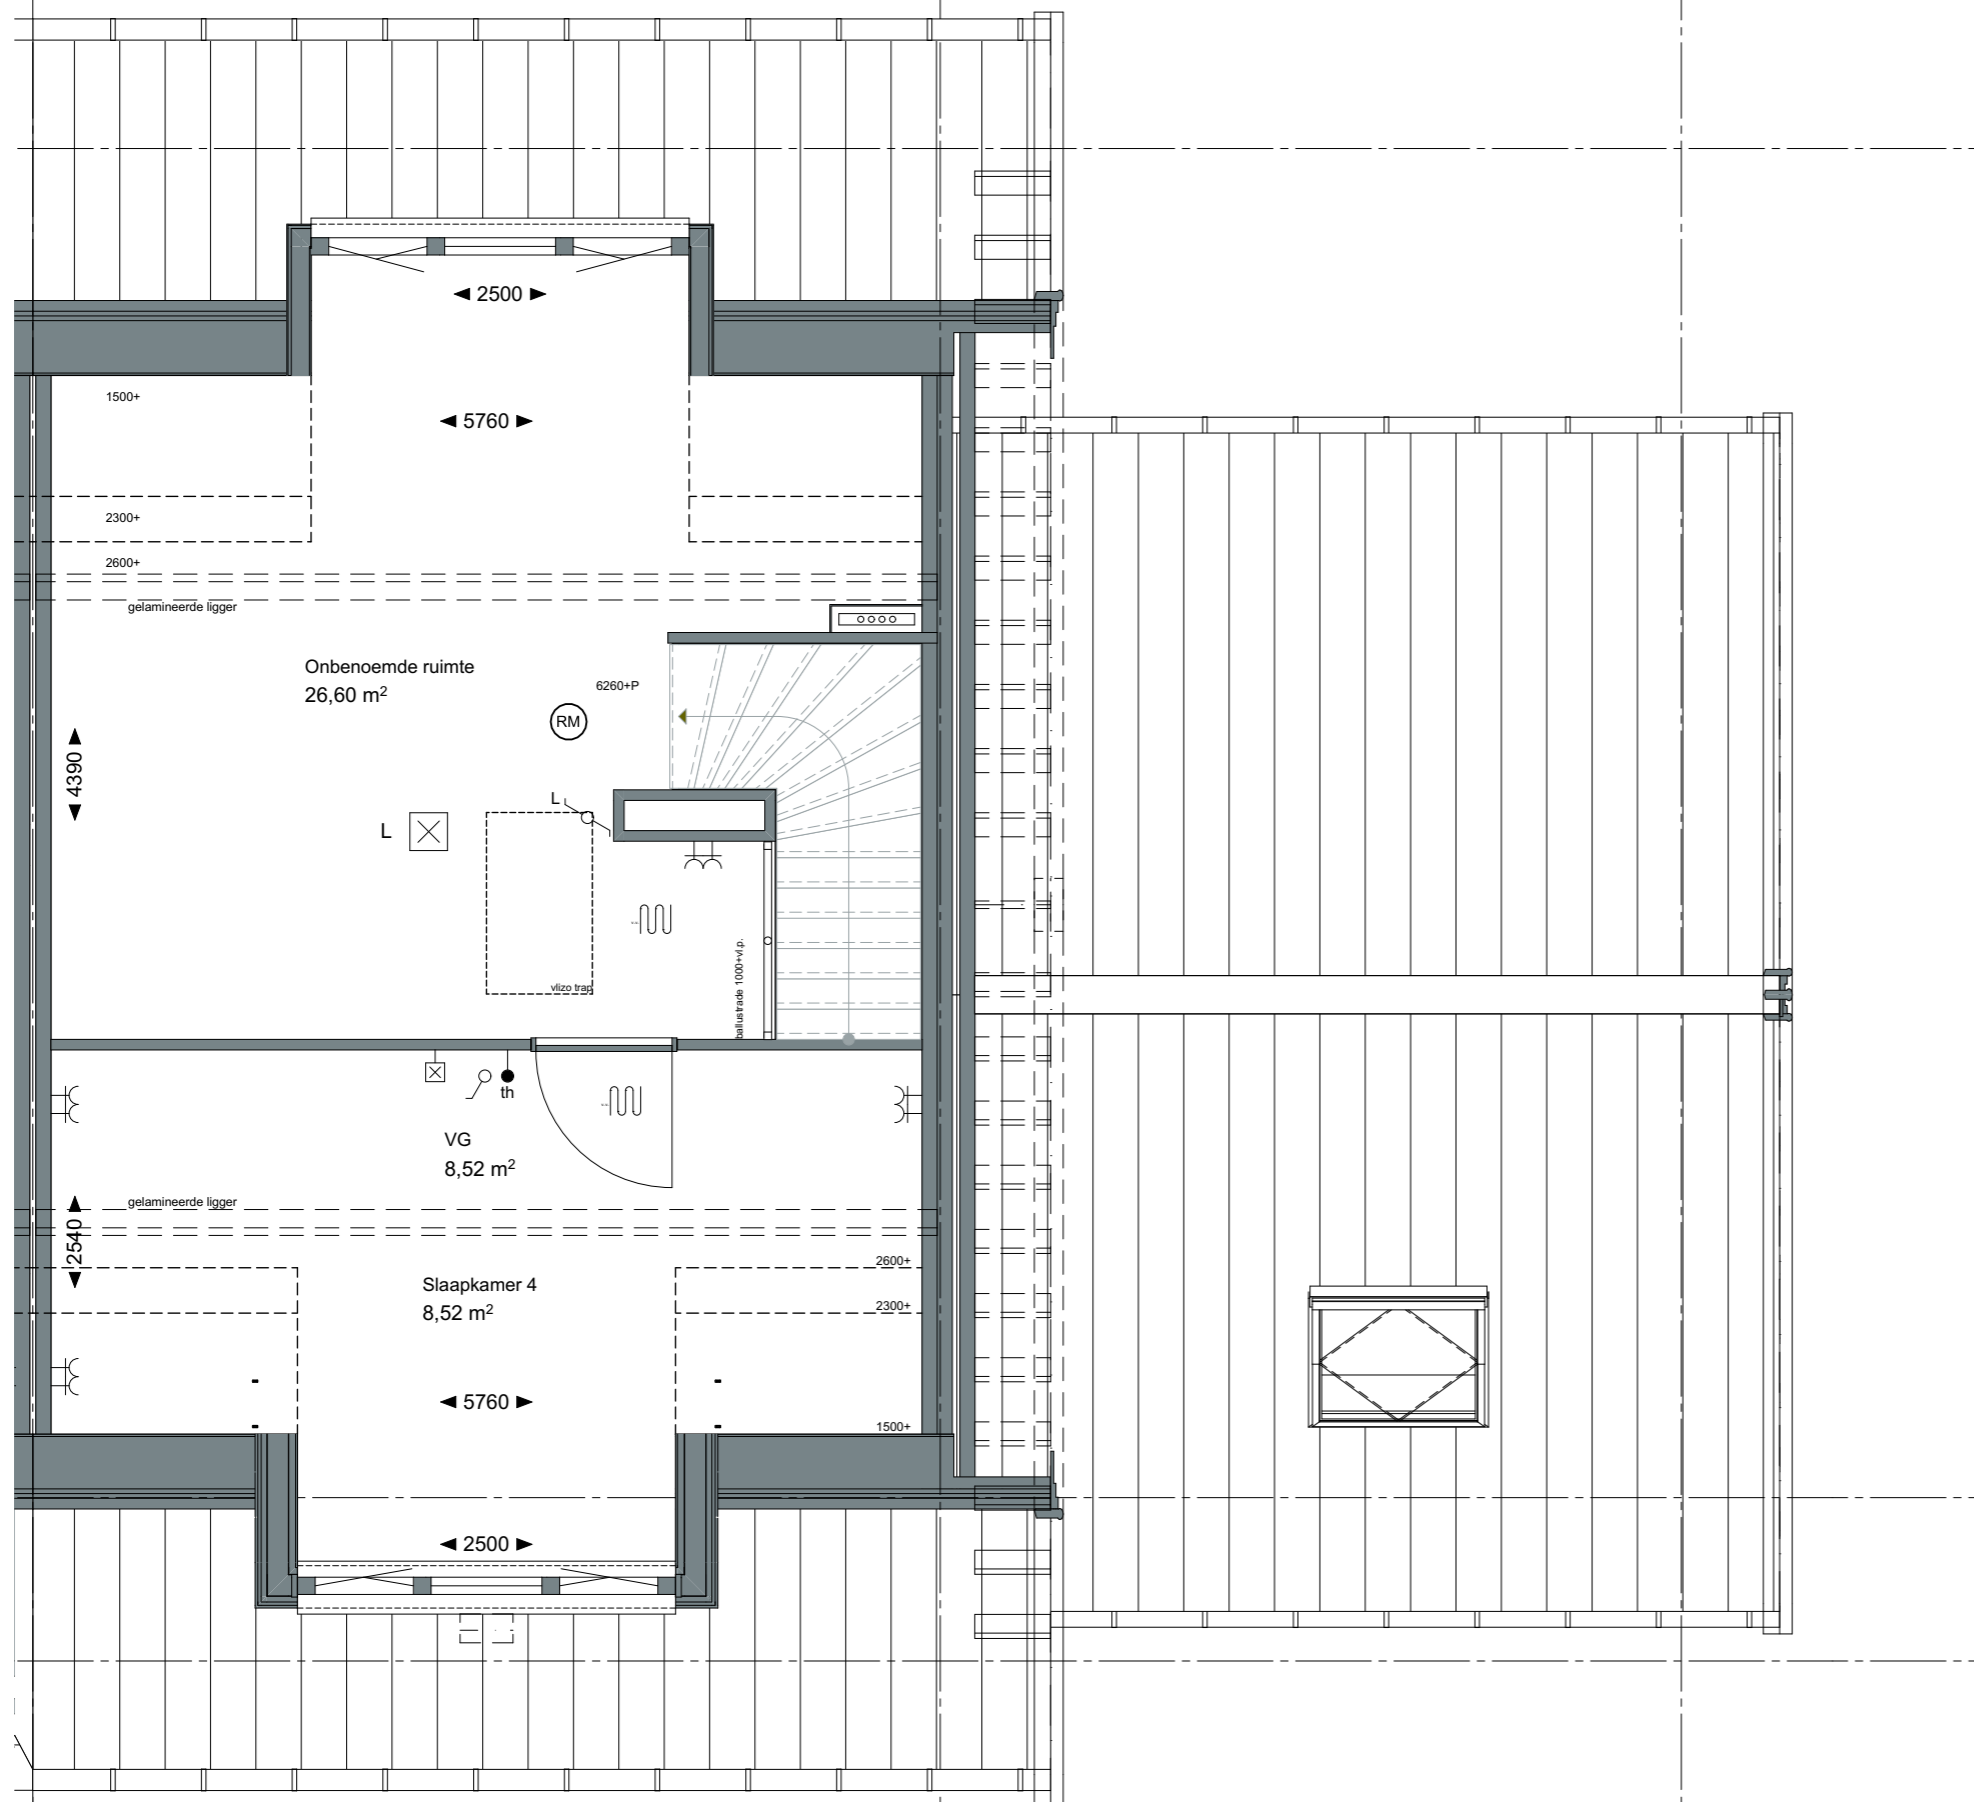 ◄ 2500 ►
1500+
◄ 5760 ►
2300+
2600+
gelamineerde ligger
Onbenoemde ruimte
26,60 m²
6260+P
RM
◄ 4390 ►
L
L
vlizo trap
ballustrade 1000+vl.p.
th
VG
8,52 m²
gelamineerde ligger
◄ 2540 ►
2600+
Slaapkamer 4
8,52 m²
2300+
◄ 5760 ►
1500+
◄ 2500 ►